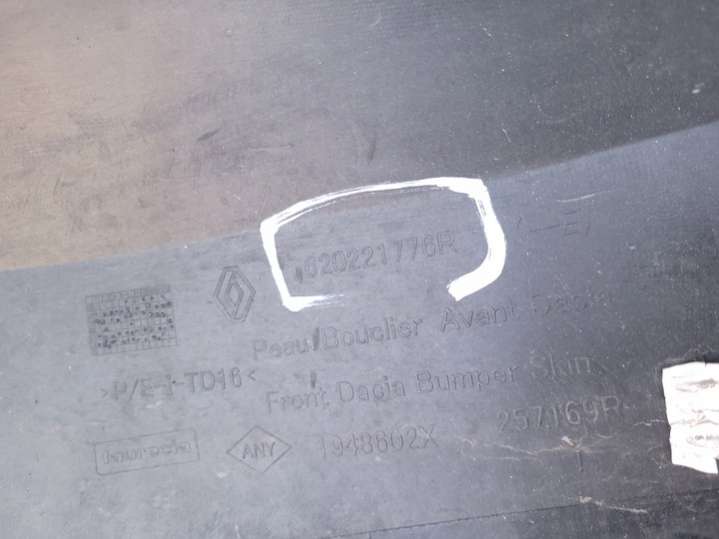 620221776R (—E)
Peau Bouclier Avant Dacia
>P/E-I-TD16<
Front Dacia Bumper Skin
ANY 1948602X 257169R